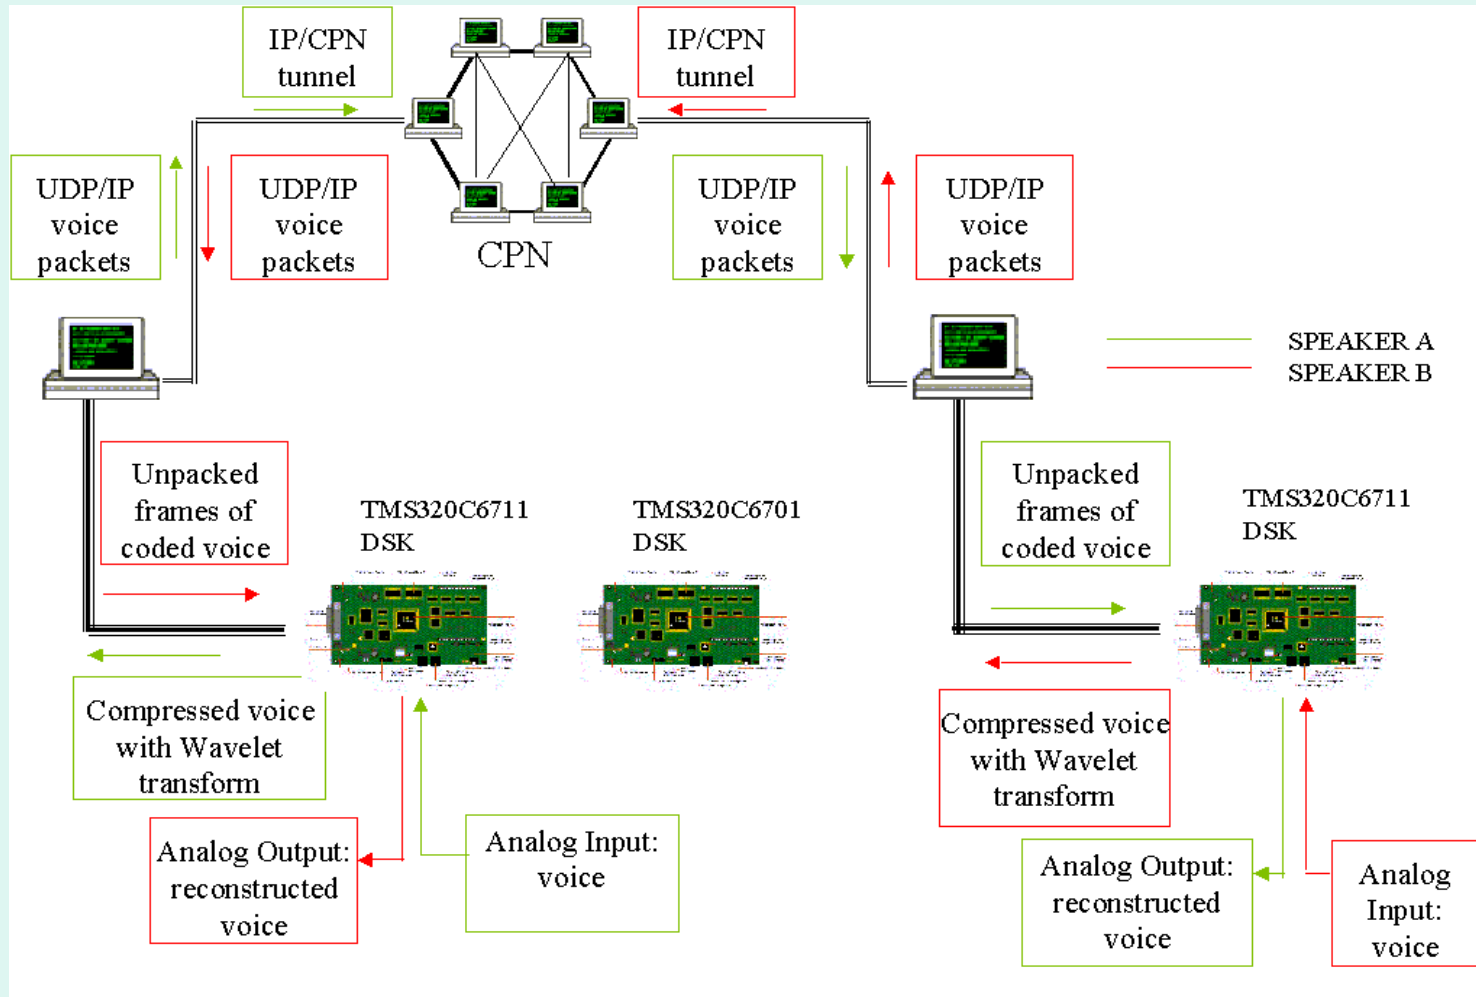 IP/CPN
tunnel
IP/CPN
tunnel
UDP/IP
voice
packets
UDP/IP
voice
packets
CPN
UDP/IP
voice
packets
UDP/IP
voice
packets
SPEAKER A
SPEAKER B
Unpacked
frames of
coded voice
TMS320C6711
DSK
TMS320C6701
DSK
Unpacked
frames of
coded voice
TMS320C6711
DSK
Compressed voice
with Wavelet
transform
Analog Output:
reconstructed
voice
Analog Input:
voice
Compressed voice
with Wavelet
transform
Analog Output:
reconstructed
voice
Analog
Input:
voice